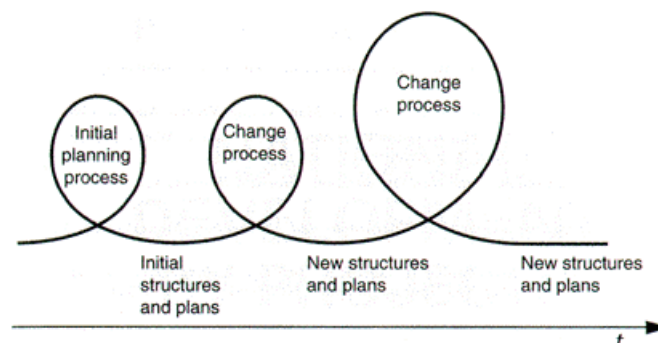 Initial
planning
process
Change
process
Change
process
Initial
structures
and plans
New structures
and plans
New structures
and plans
t